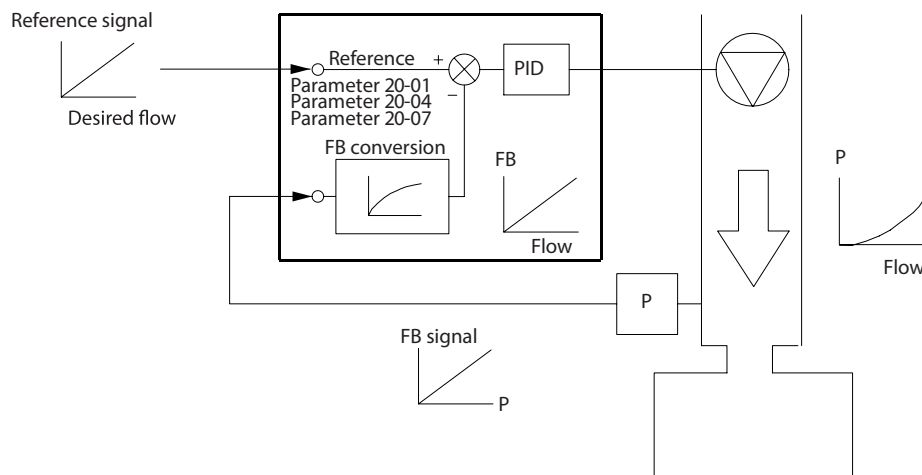 Reference signal
Desired flow
Reference
+
−
PID
Parameter 20-01
Parameter 20-04
Parameter 20-07
FB conversion
FB
Flow
P
Flow
P
FB signal
P